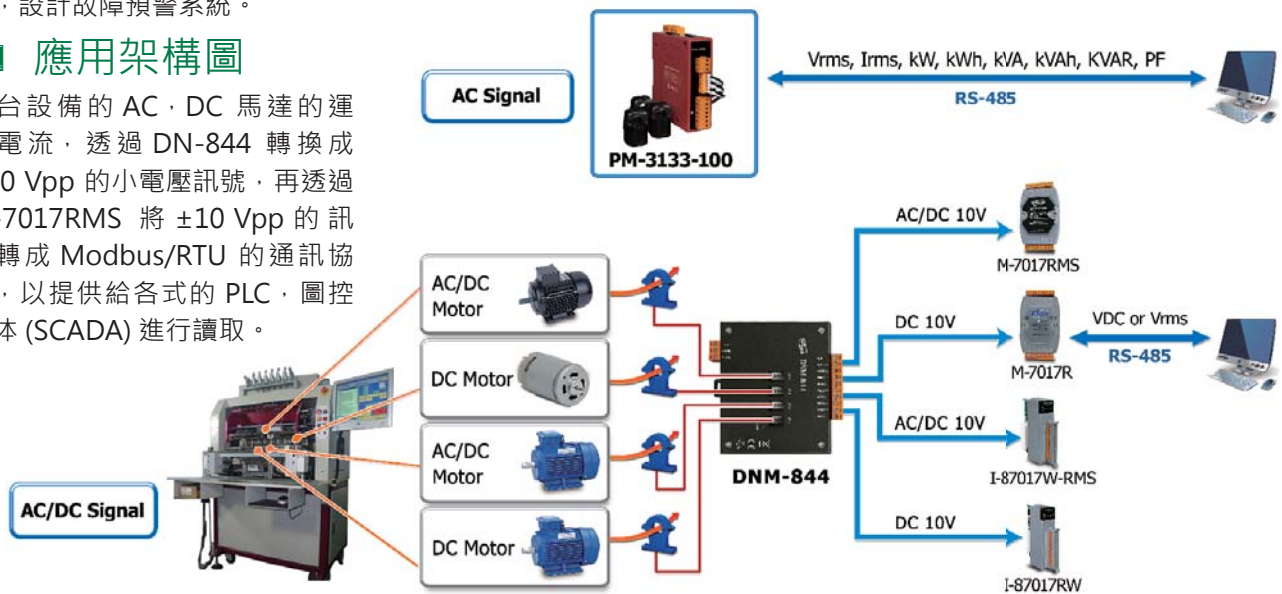 ，設計故障預警系統。
應用架構圖
台設備的 AC，DC 馬達的運
電流，透過 DN-844 轉換成
0 Vpp 的小電壓訊號，再透過
-7017RMS 將 ±10 Vpp 的訊
轉成 Modbus/RTU 的通訊協
，以提供給各式的 PLC，圖控
体 (SCADA) 進行讀取。
AC Signal
PM-3133-100
Vrms, Irms, kW, kWh, kVA, kVAh, KVAR, PF
RS-485
AC/DC Signal
AC/DC
Motor
DC Motor
AC/DC
Motor
DC Motor
DNM-844
AC/DC 10V
M-7017RMS
DC 10V
M-7017R
VDC or Vrms
RS-485
AC/DC 10V
I-87017W-RMS
DC 10V
I-87017RW